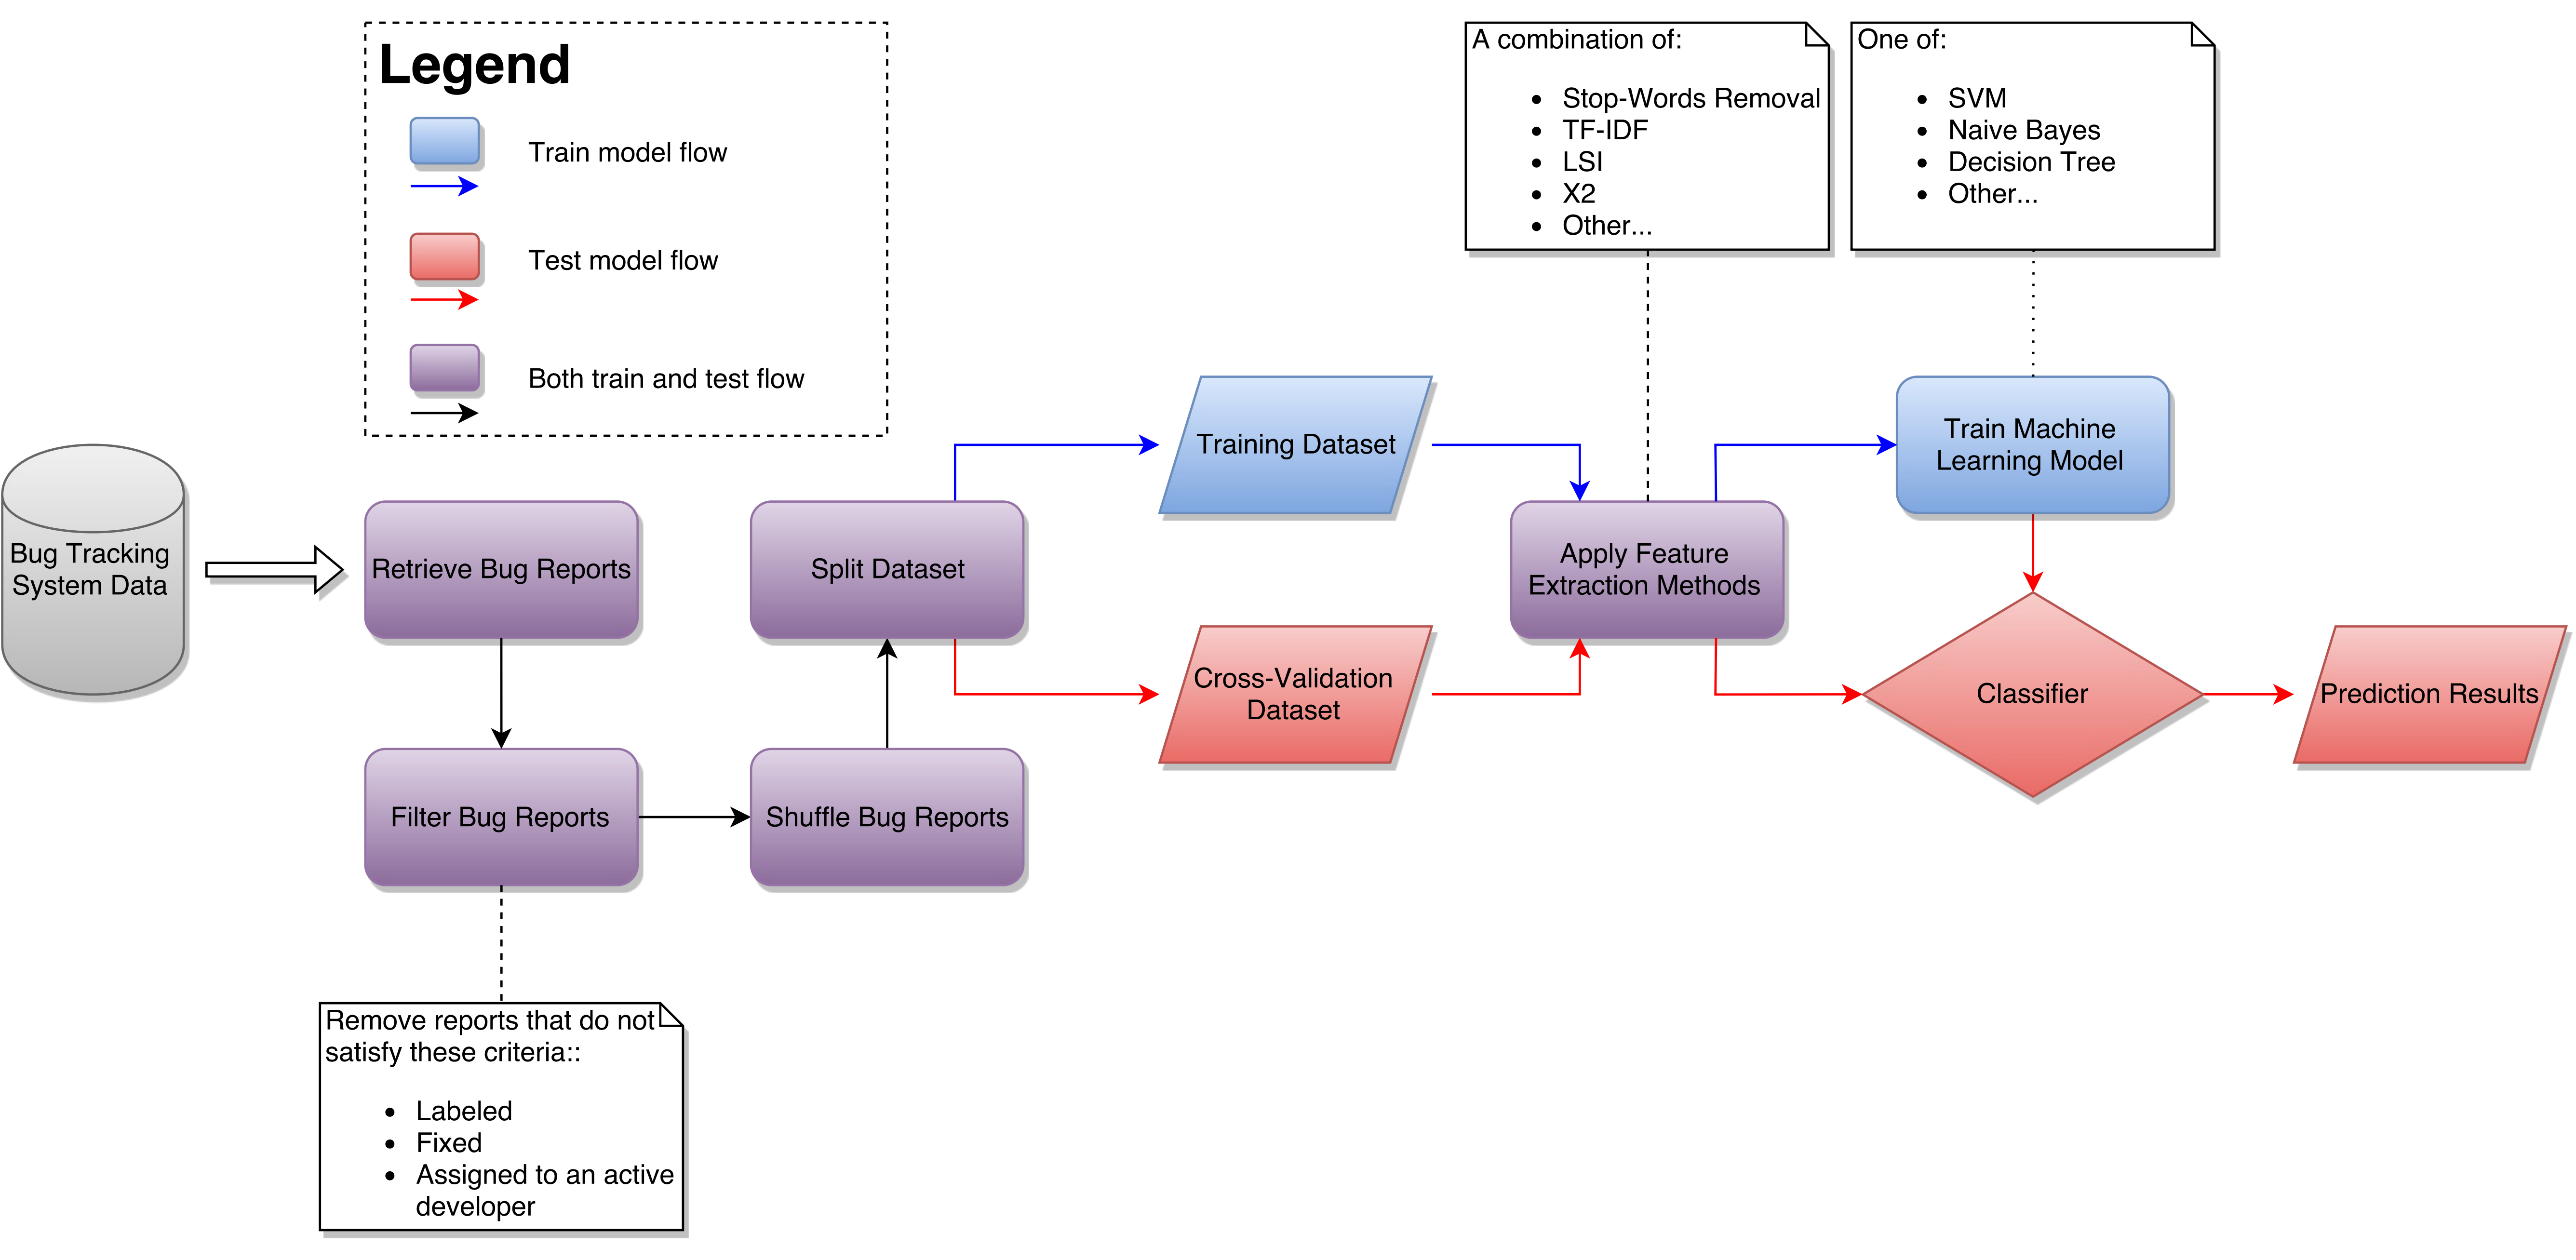 Legend
Train model flow
Test model flow
Both train and test flow
A combination of:
• Stop-Words Removal
• TF-IDF
• LSI
• X2
• Other...
One of:
• SVM
• Naive Bayes
• Decision Tree
• Other...
Bug Tracking
System Data
Retrieve Bug Reports
Filter Bug Reports
Shuffle Bug Reports
Split Dataset
Training Dataset
Cross-Validation
Dataset
Apply Feature
Extraction Methods
Train Machine
Learning Model
Classifier
Prediction Results
Remove reports that do not
satisfy these criteria::
• Labeled
• Fixed
• Assigned to an active
developer